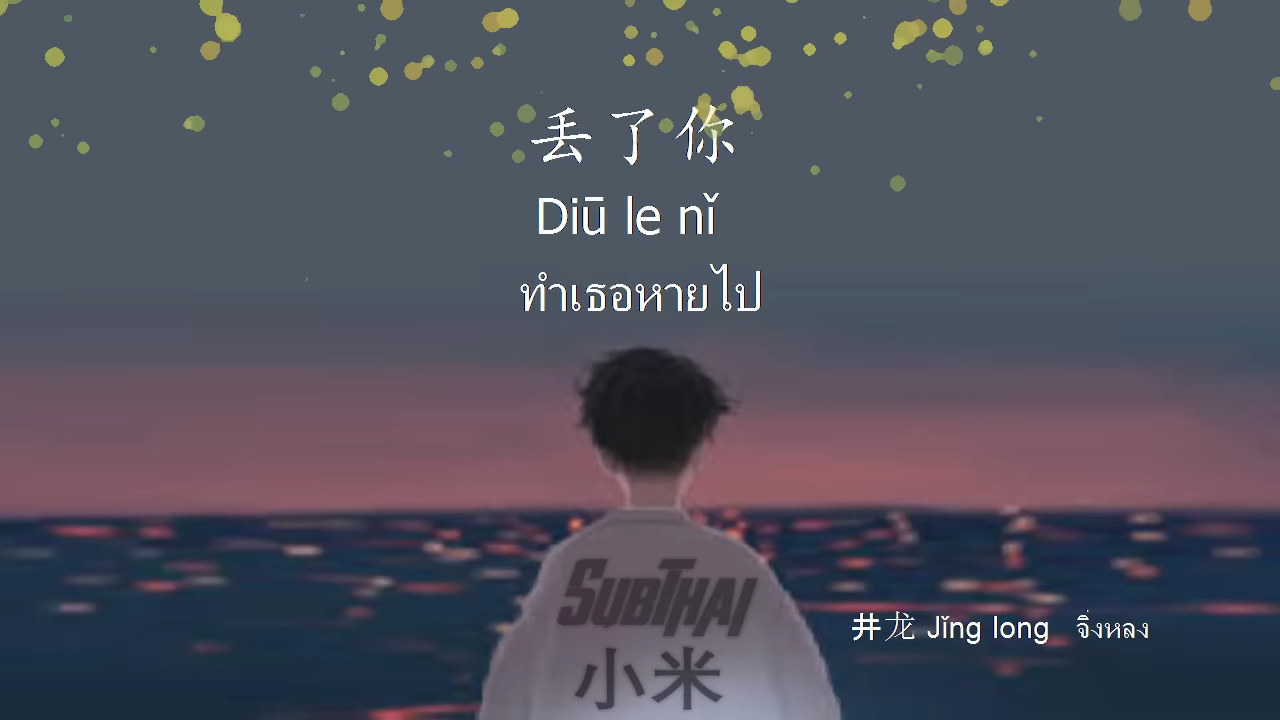 丢了你
Diū le nǐ
ทำเธอหายไป
SUBTHAI
小米
井龙 Jǐng long จิ่งหลง